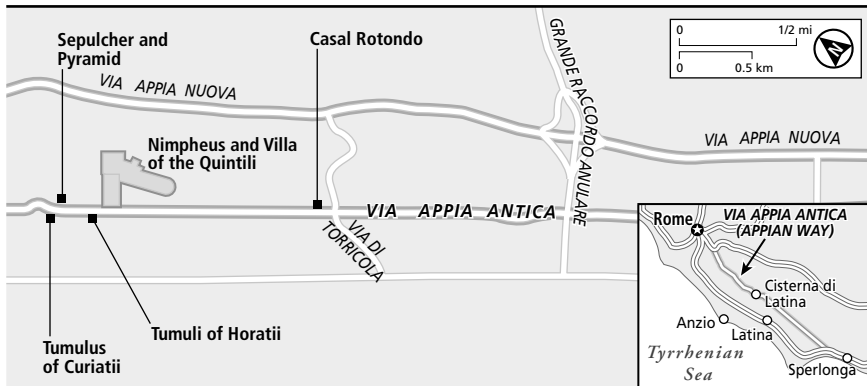 Sepulcher and
Pyramid
Casal Rotondo
VIA APPIA NUOVA
GRANDE RACCORDO ANULARE
0 1/2 mi
0 0.5 km
N
Nimpheus and Villa
of the Quintili
VIA APPIA NUOVA
VIA APPIA ANTICA
VIA DI
TORRICOLA
Tumuli of Horatii
Tumulus
of Curiatii
Rome
VIA APPIA ANTICA
(APPIAN WAY)
Cisterna di
Latina
Anzio
Latina
Tyrrhenian
Sea
Sperlonga